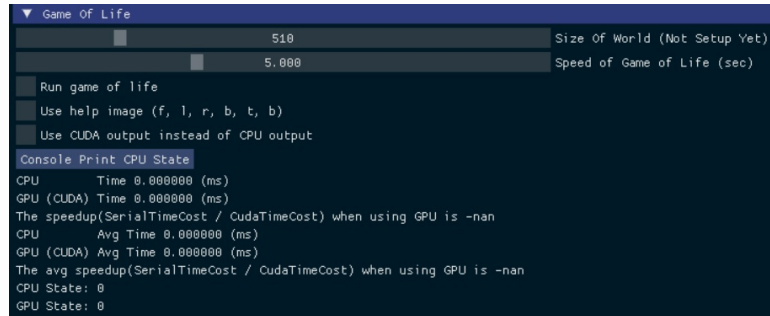 ▼ Game Of Life
510 Size Of World (Not Setup Yet)
5.000 Speed of Game of Life (sec)
Run game of life
Use help image (f, l, r, b, t, b)
Use CUDA output instead of CPU output
Console Print CPU State
CPU Time 0.000000 (ms)
GPU (CUDA) Time 0.000000 (ms)
The speedup(SerialTimeCost / CudaTimeCost) when using GPU is -nan
CPU Avg Time 0.000000 (ms)
GPU (CUDA) Avg Time 0.000000 (ms)
The avg speedup(SerialTimeCost / CudaTimeCost) when using GPU is -nan
CPU State: 0
GPU State: 0